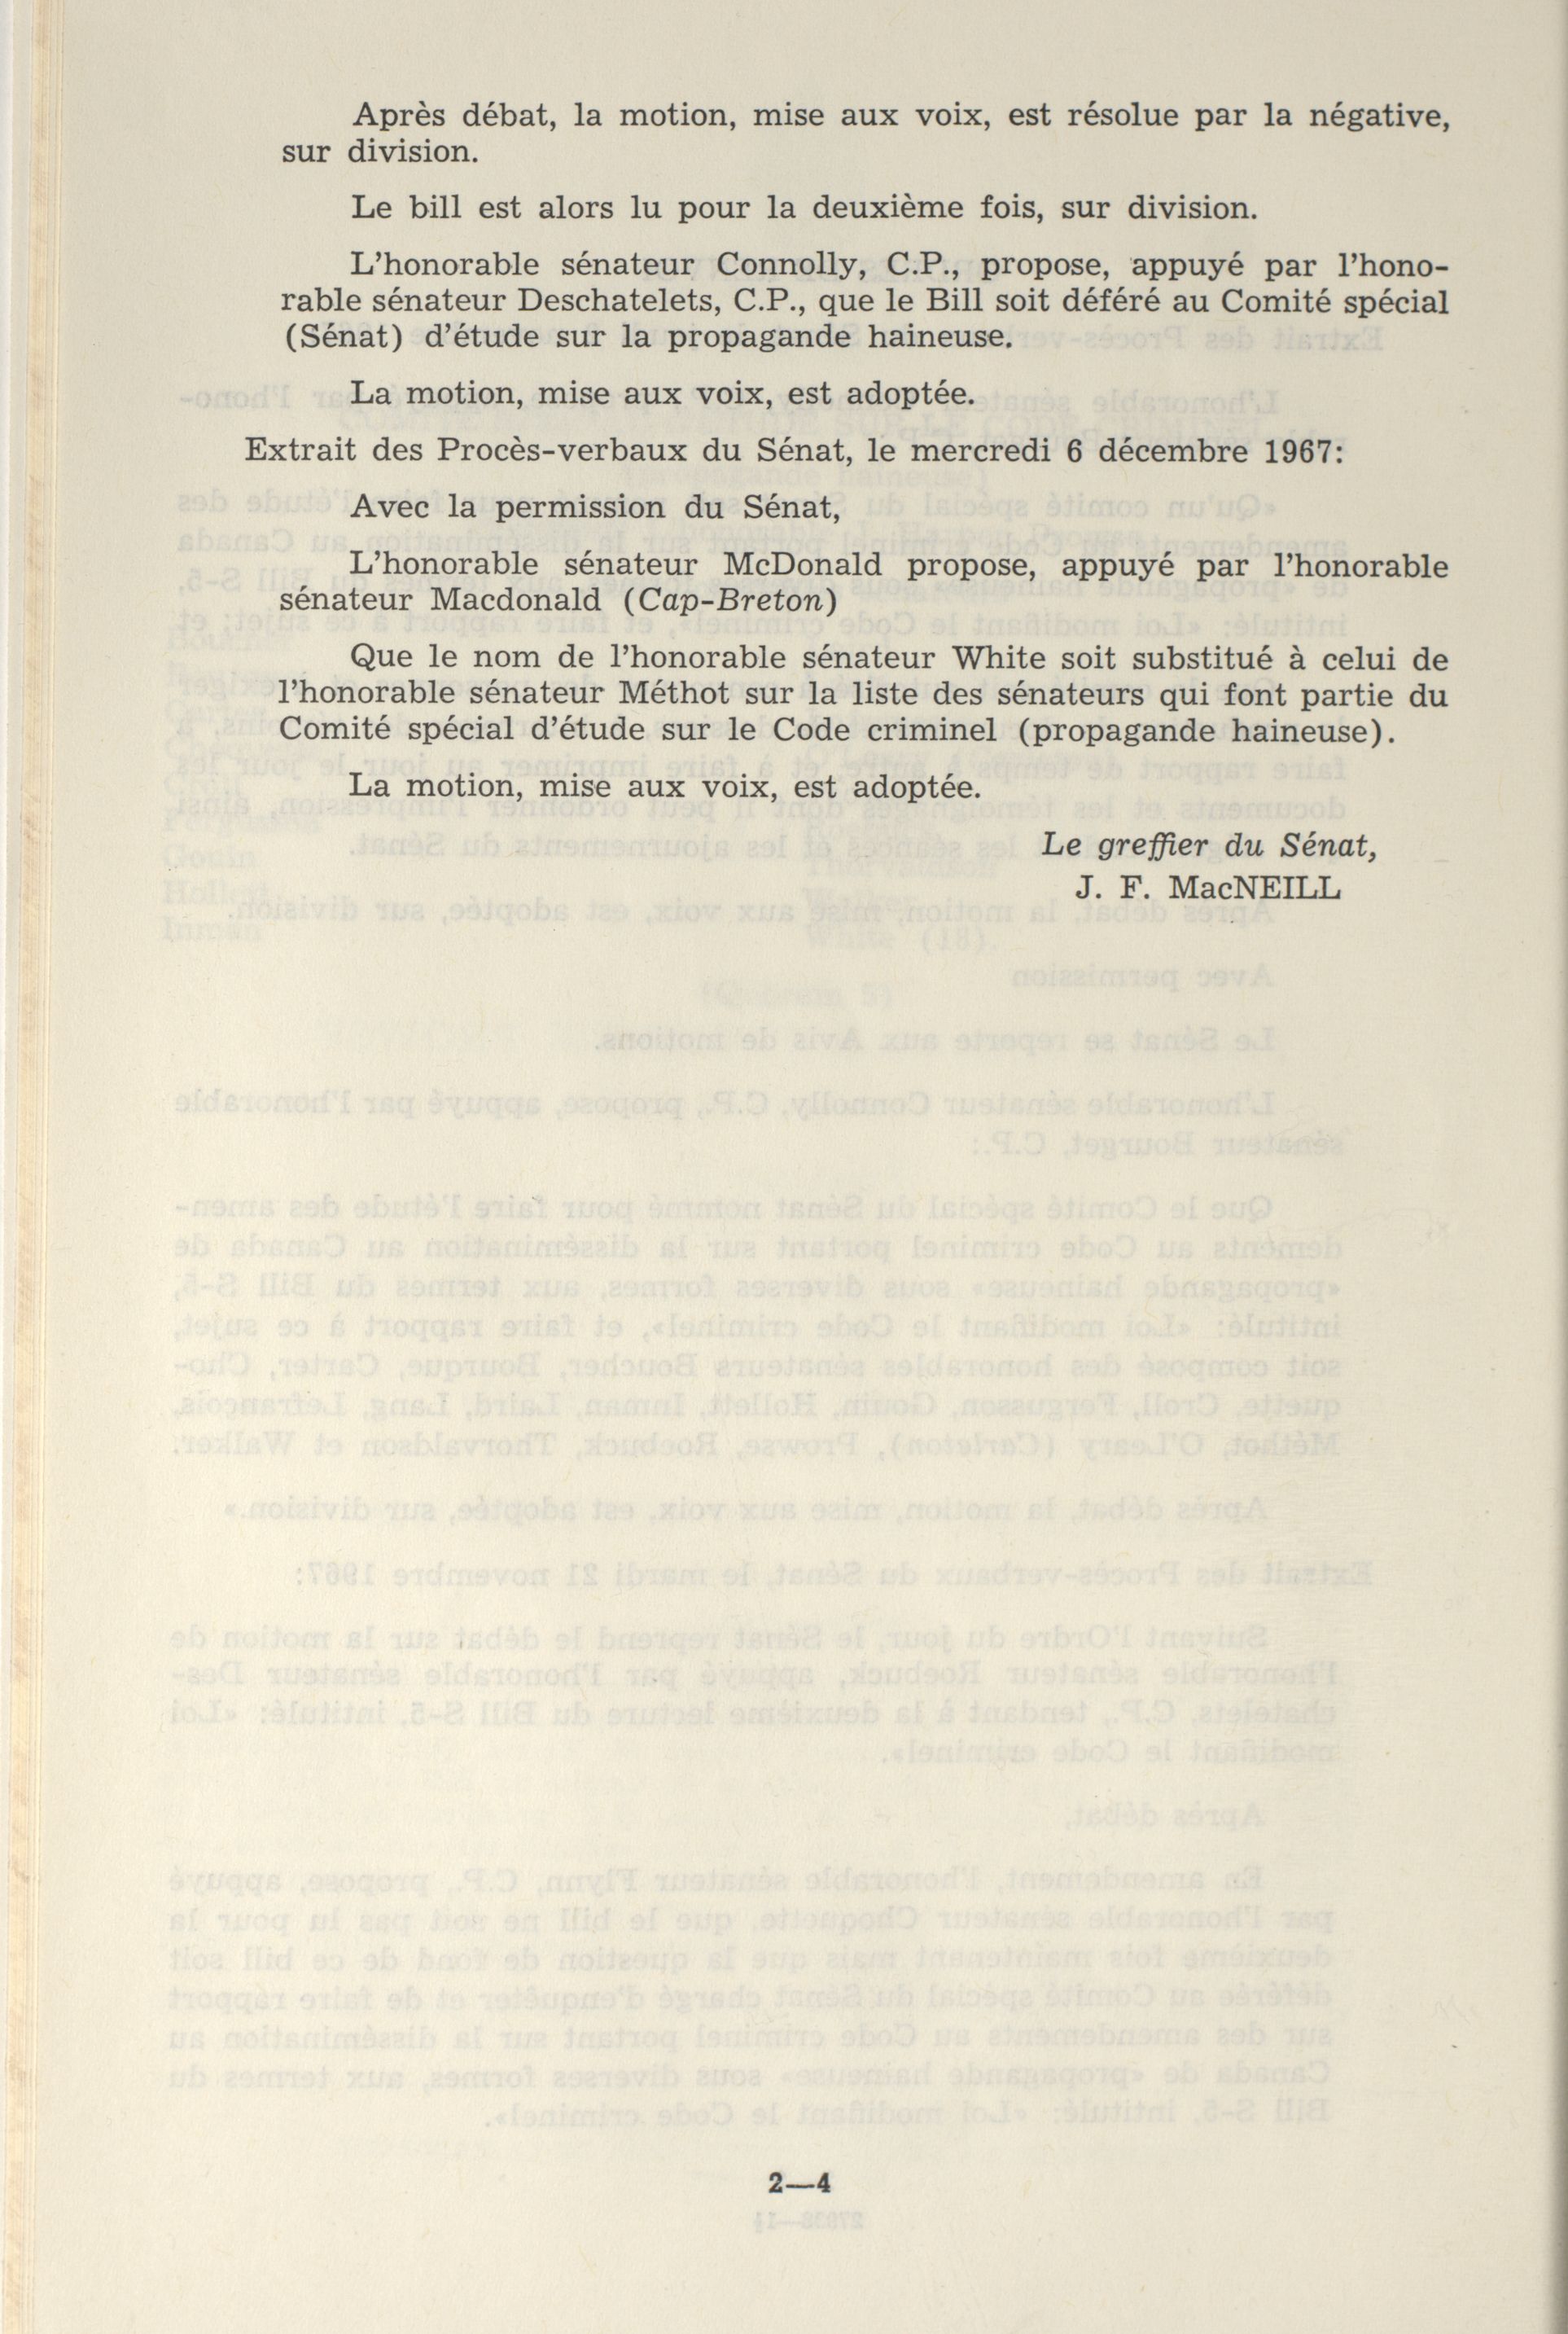 Après débat, la motion, mise aux voix, est résolue par la négative,
sur division.
Le bill est alors lu pour la deuxième fois, sur division.
L'honorable sénateur Connolly, C.P., propose, appuyé par l'hono-
rable sénateur Deschatelets, C.P., que le Bill soit déféré au Comité spécial
(Sénat) d'étude sur la propagande haineuse.
La motion, mise aux voix, est adoptée.
Extrait des Procès-verbaux du Sénat, le mercredi 6 décembre 1967:
Avec la permission du Sénat,
L'honorable sénateur McDonald propose, appuyé par l'honorable
sénateur Macdonald (Cap-Breton)
Que le nom de l'honorable sénateur White soit substitué à celui de
l'honorable sénateur Méthot sur la liste des sénateurs qui font partie du
Comité spécial d'étude sur le Code criminel (propagande haineuse).
La motion, mise aux voix, est adoptée.
Le greffier du Sénat,
J. F. MacNEILL
2—4